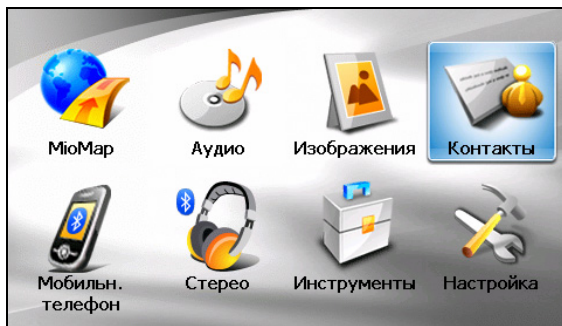 MioMap
Аудио
Изображения
Контакты
Мобильн.
телефон
Стерео
Инструменты
Настройка